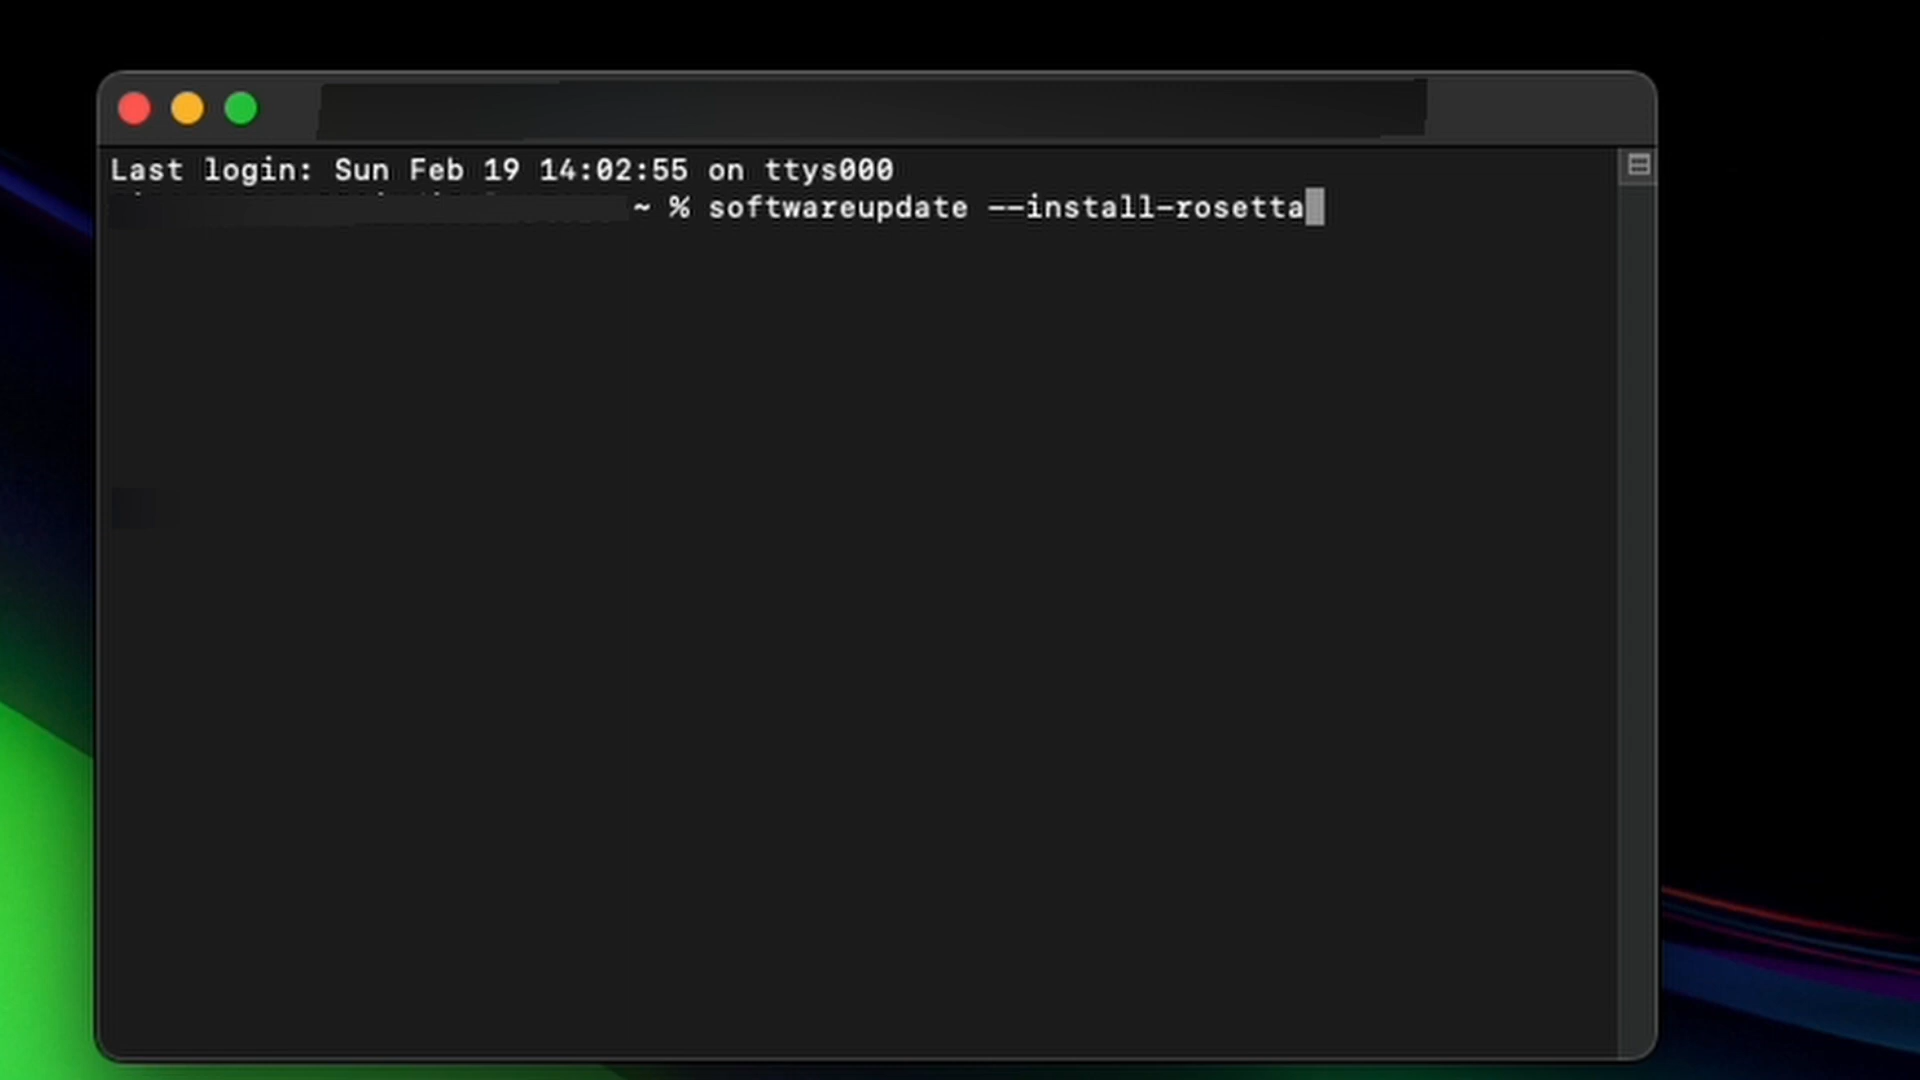 Last login: Sun Feb 19 14:02:55 on ttys000
~ % softwareupdate --install-rosetta